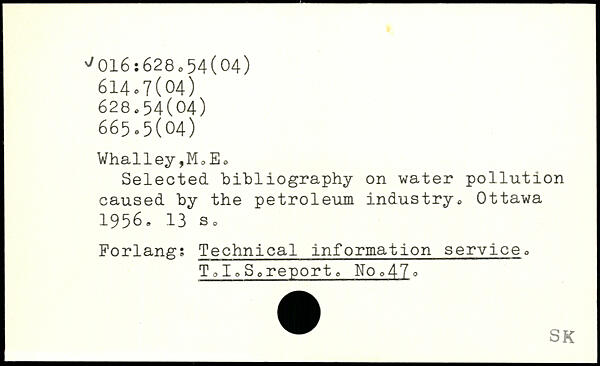 ✓016:628.54(04)
614.7(04)
628.54(04)
665.5(04)
Whalley,M.E.
Selected bibliography on water pollution
caused by the petroleum industry. Ottawa
1956. 13 s.
Forlang: Technical information service.
T.I.S.report. No.47.
SK